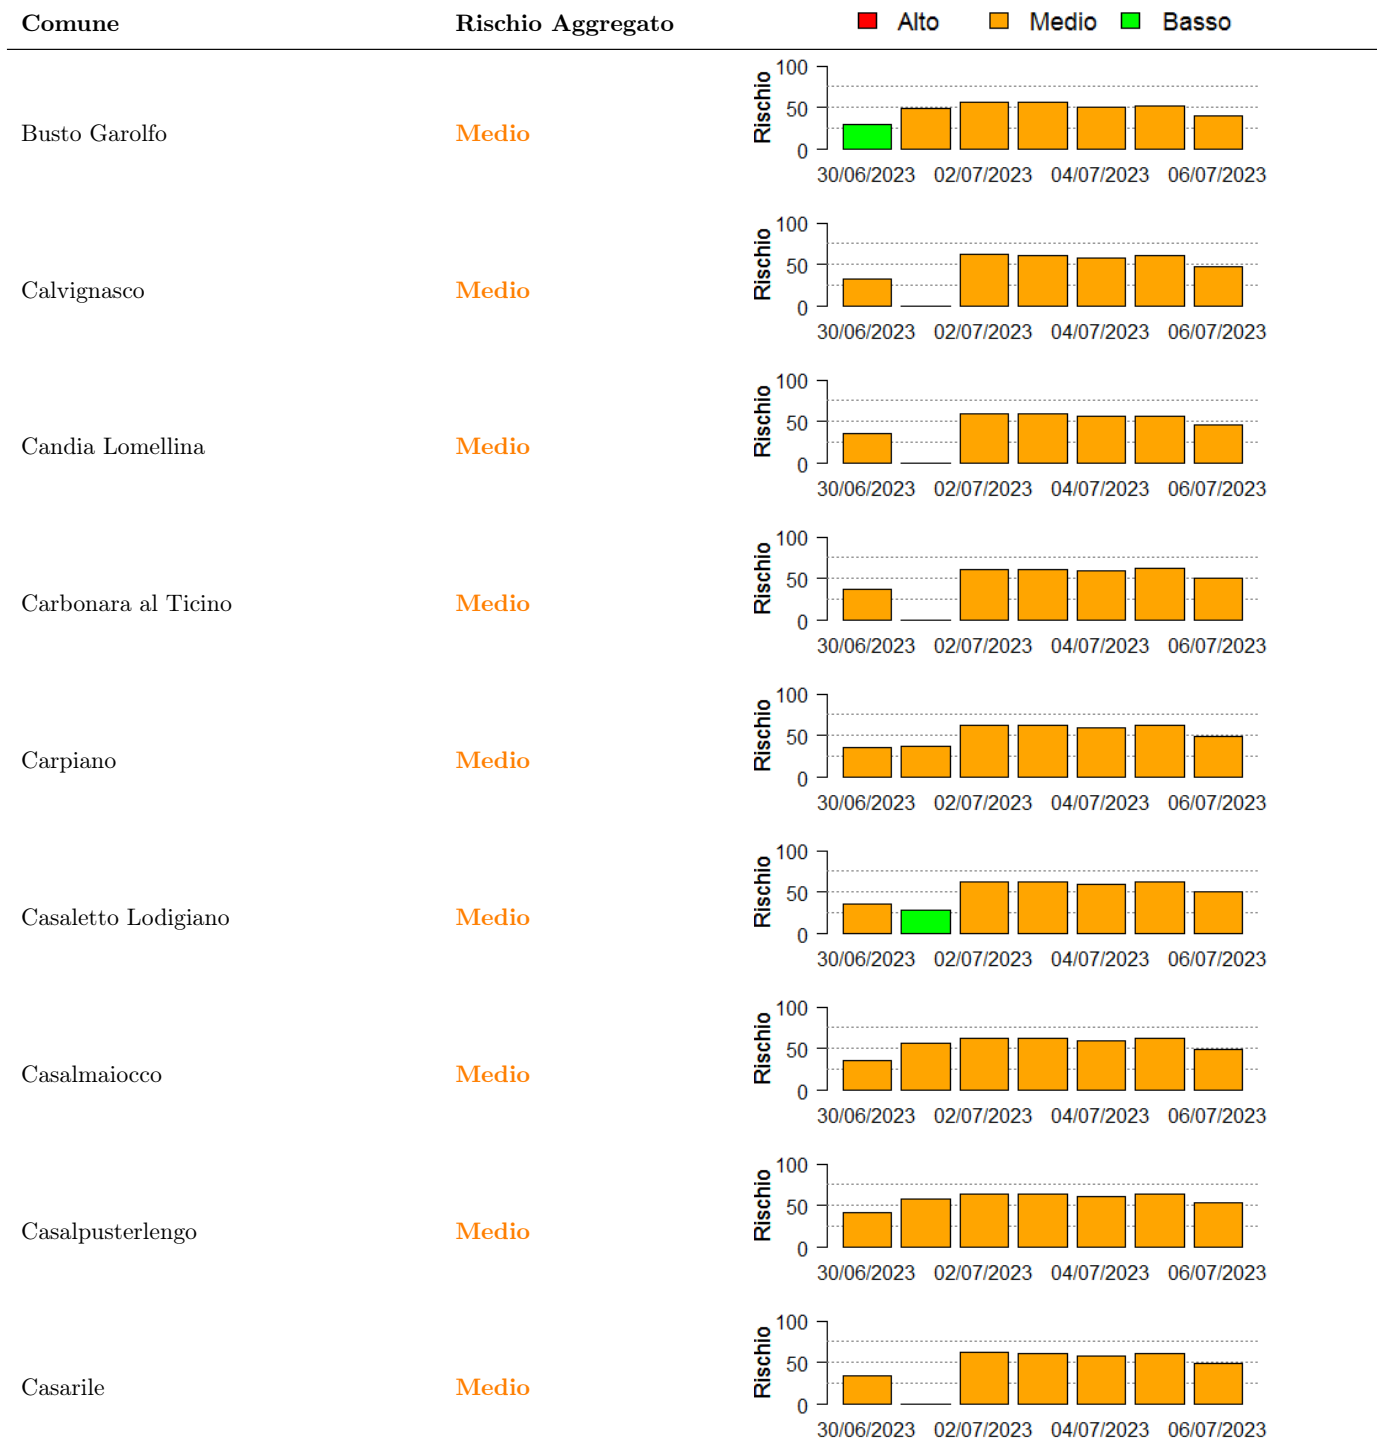 Comune Rischio Aggregato Alto Medio Basso
100
50
0
Rischio
Busto Garolfo Medio
30/06/2023 02/07/2023 04/07/2023 06/07/2023
100
50
0
Rischio
Calvignasco Medio
30/06/2023 02/07/2023 04/07/2023 06/07/2023
100
50
0
Rischio
Candia Lomellina Medio
30/06/2023 02/07/2023 04/07/2023 06/07/2023
100
50
0
Rischio
Carbonara al Ticino Medio
30/06/2023 02/07/2023 04/07/2023 06/07/2023
100
50
0
Rischio
Carpiano Medio
30/06/2023 02/07/2023 04/07/2023 06/07/2023
100
50
0
Rischio
Casaletto Lodigiano Medio
30/06/2023 02/07/2023 04/07/2023 06/07/2023
100
50
0
Rischio
Casalmaiocco Medio
30/06/2023 02/07/2023 04/07/2023 06/07/2023
100
50
0
Rischio
Casalpusterlengo Medio
30/06/2023 02/07/2023 04/07/2023 06/07/2023
100
50
0
Rischio
Casarile Medio
30/06/2023 02/07/2023 04/07/2023 06/07/2023